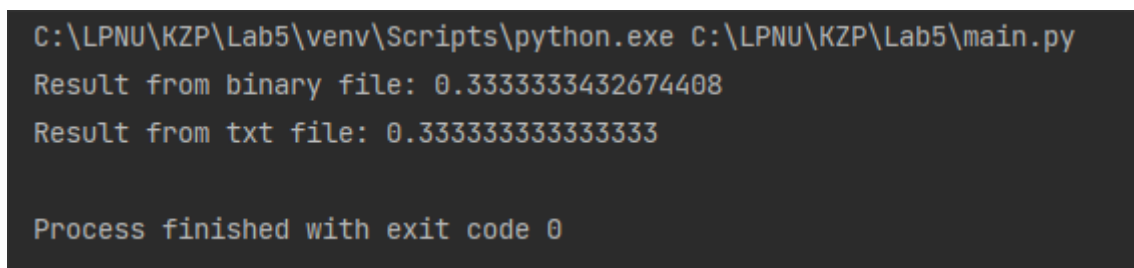 C:\LPNU\KZP\Lab5\venv\Scripts\python.exe C:\LPNU\KZP\Lab5\main.py
Result from binary file: 0.3333333432674408
Result from txt file: 0.333333333333333
Process finished with exit code 0